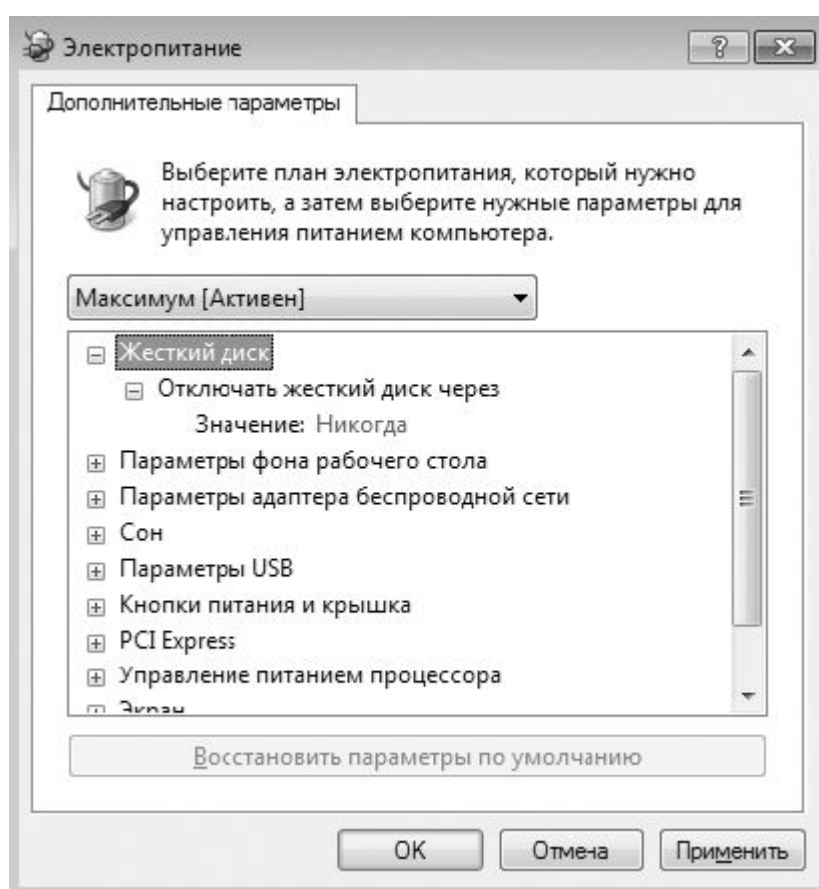 Электропитание
Дополнительные параметры
Выберите план электропитания, который нужно
настроить, а затем выберите нужные параметры для
управления питанием компьютера.
Максимум [Активен]
Жесткий диск
Отключать жесткий диск через
Значение: Никогда
Параметры фона рабочего стола
Параметры адаптера беспроводной сети
Сон
Параметры USB
Кнопки питания и крышка
PCI Express
Управление питанием процессора
Экран
Восстановить параметры по умолчанию
OK Отмена Применить